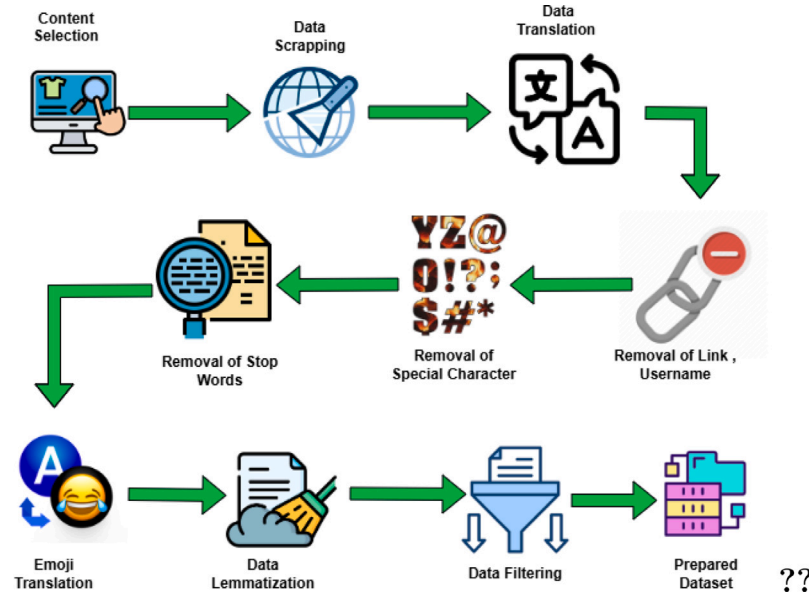 Content
Selection
Data
Scrapping
Data
Translation
文
A
YZ@
0!?;
$#*
Removal of Stop
Words
Removal of
Special Character
Removal of Link ,
Username
A
Emoji
Translation
Data
Lemmatization
Data Filtering
Prepared
Dataset
??